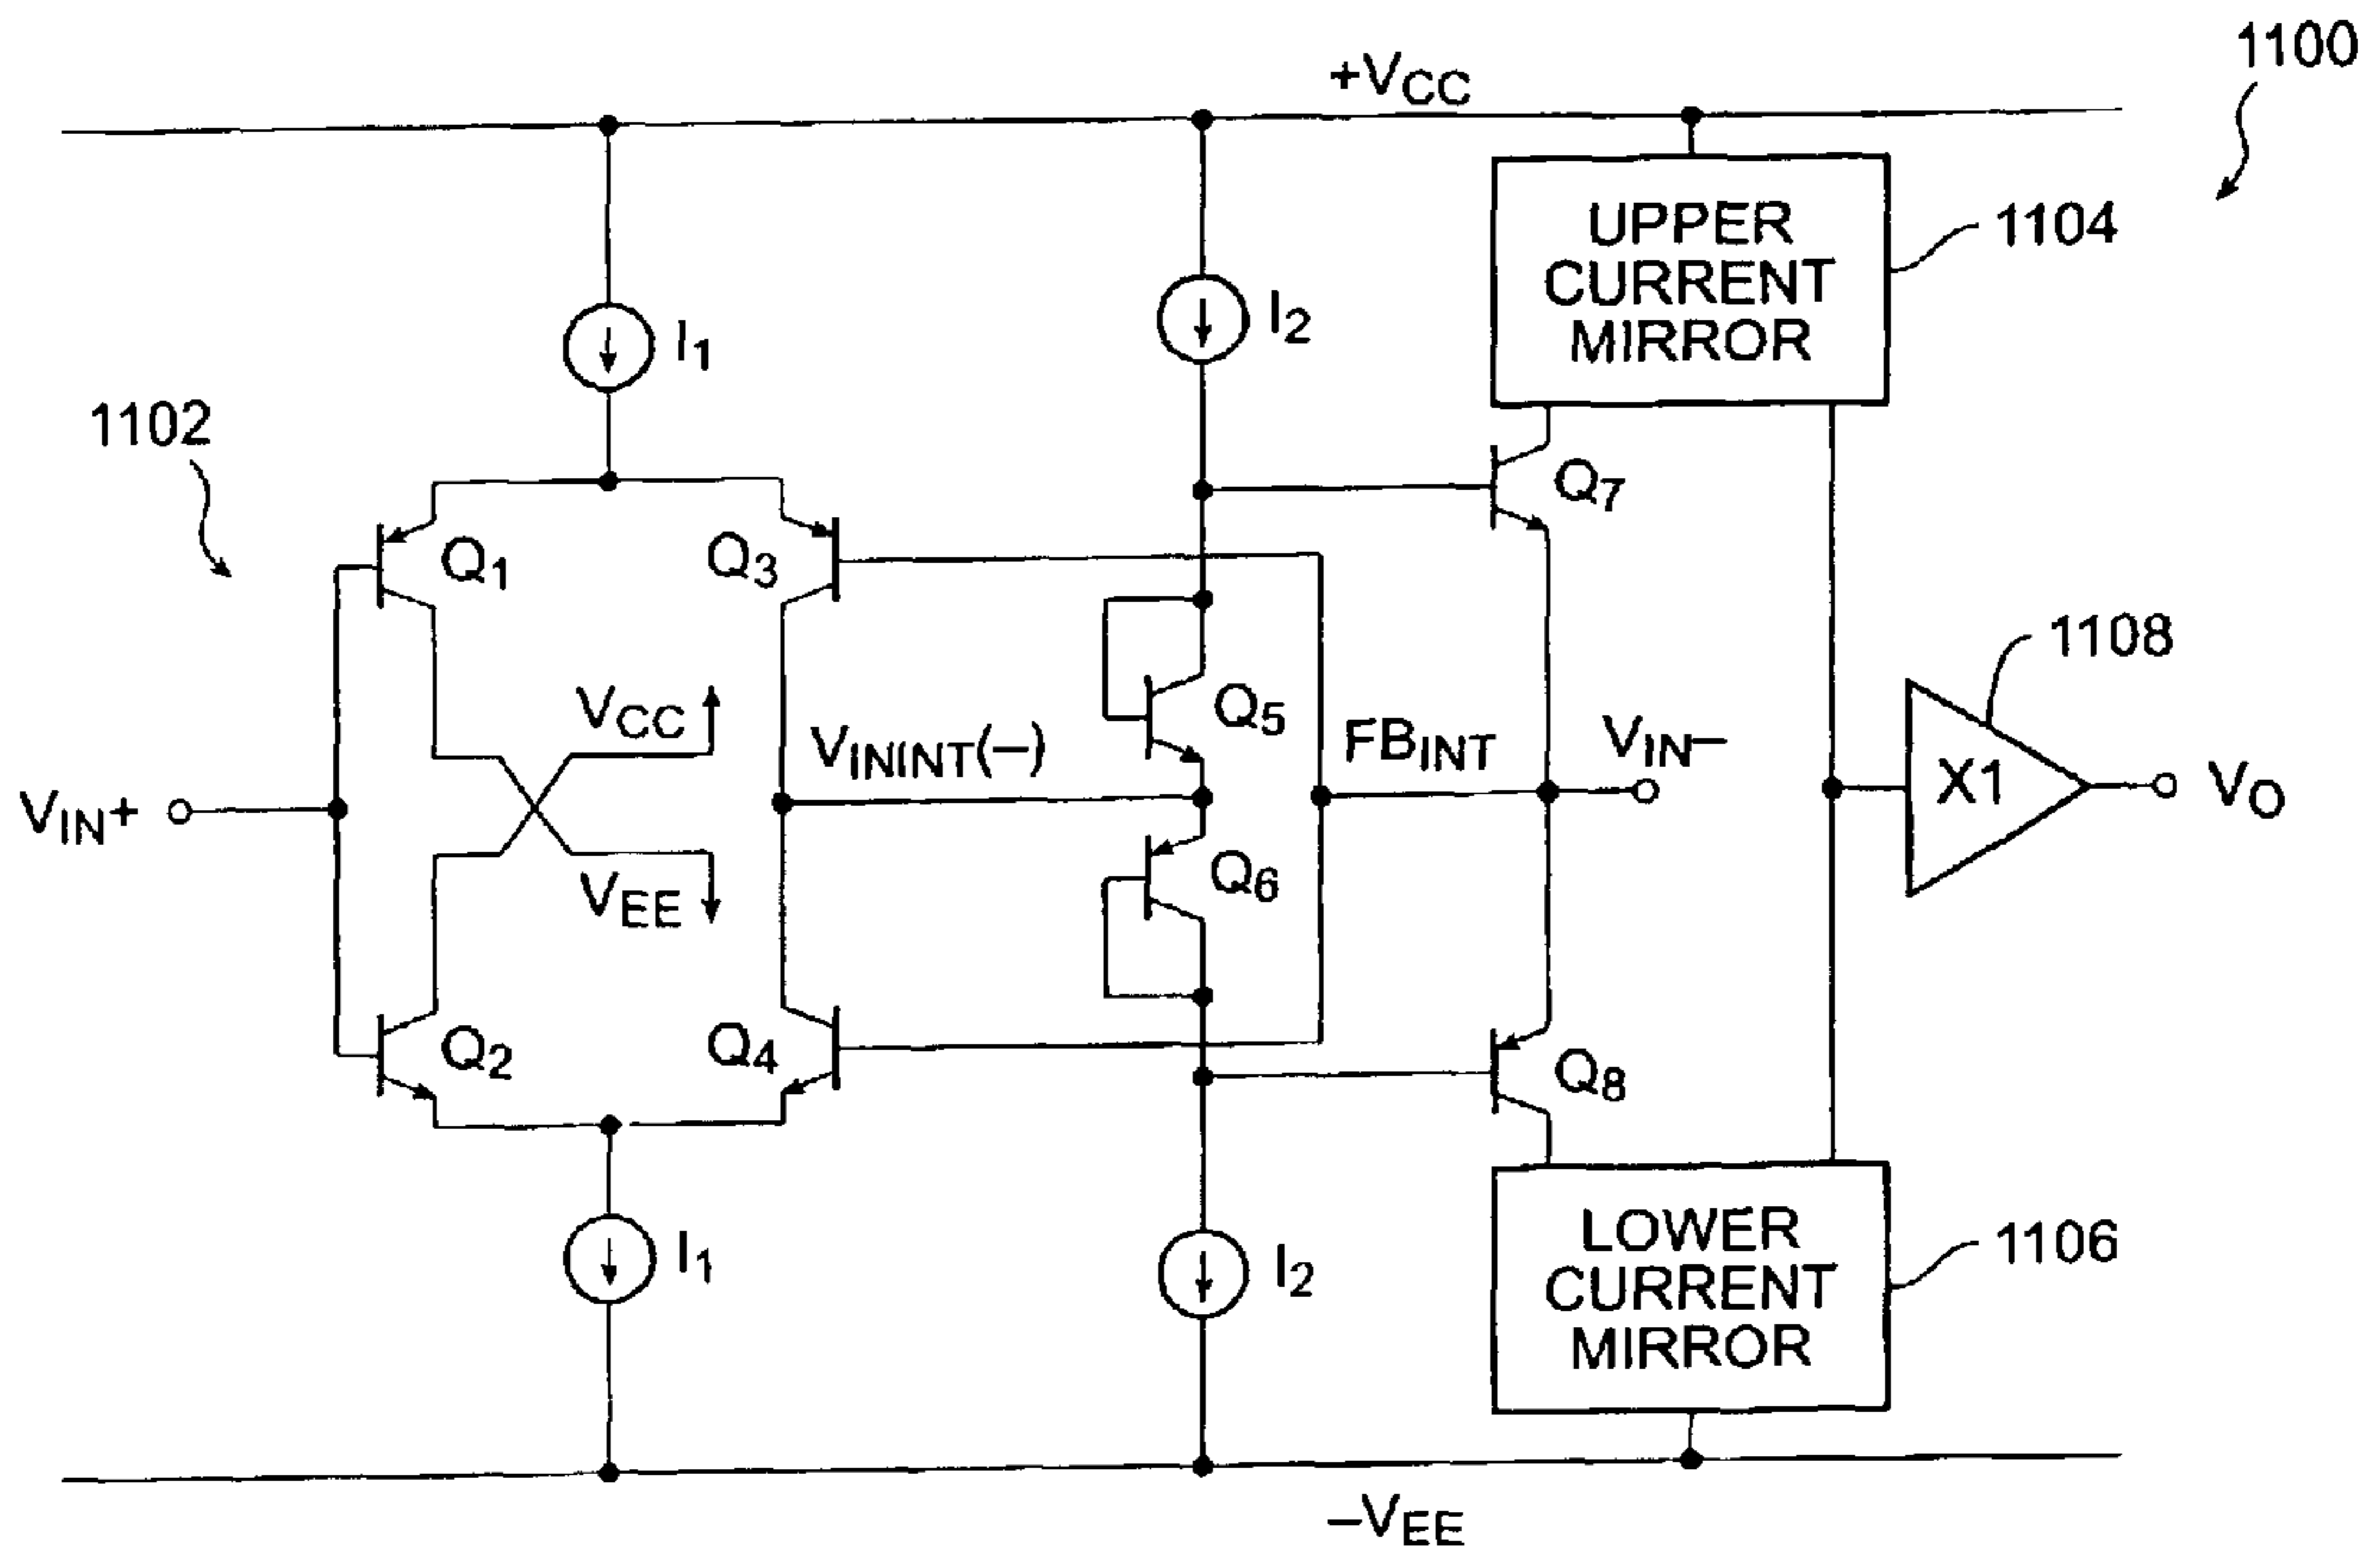 1100
+VCC
UPPER
CURRENT
MIRROR
1104
I1
I2
1102
Q1
Q3
Q7
VCC
VININT(−)
Q5
FBINT
VIN−
1108
X1
VO
VIN+
VEE
Q6
Q2
Q4
Q8
I1
I2
LOWER
CURRENT
MIRROR
1106
−VEE